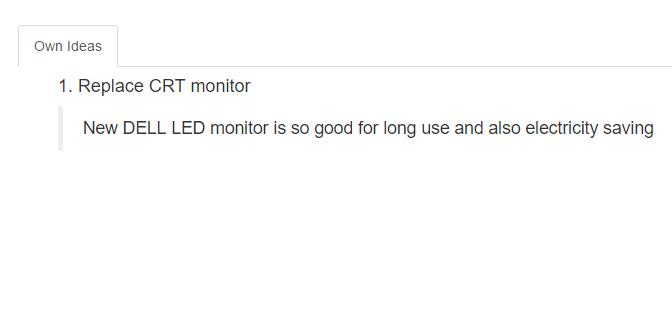 Own Ideas
1. Replace CRT monitor
New DELL LED monitor is so good for long use and also electricity saving